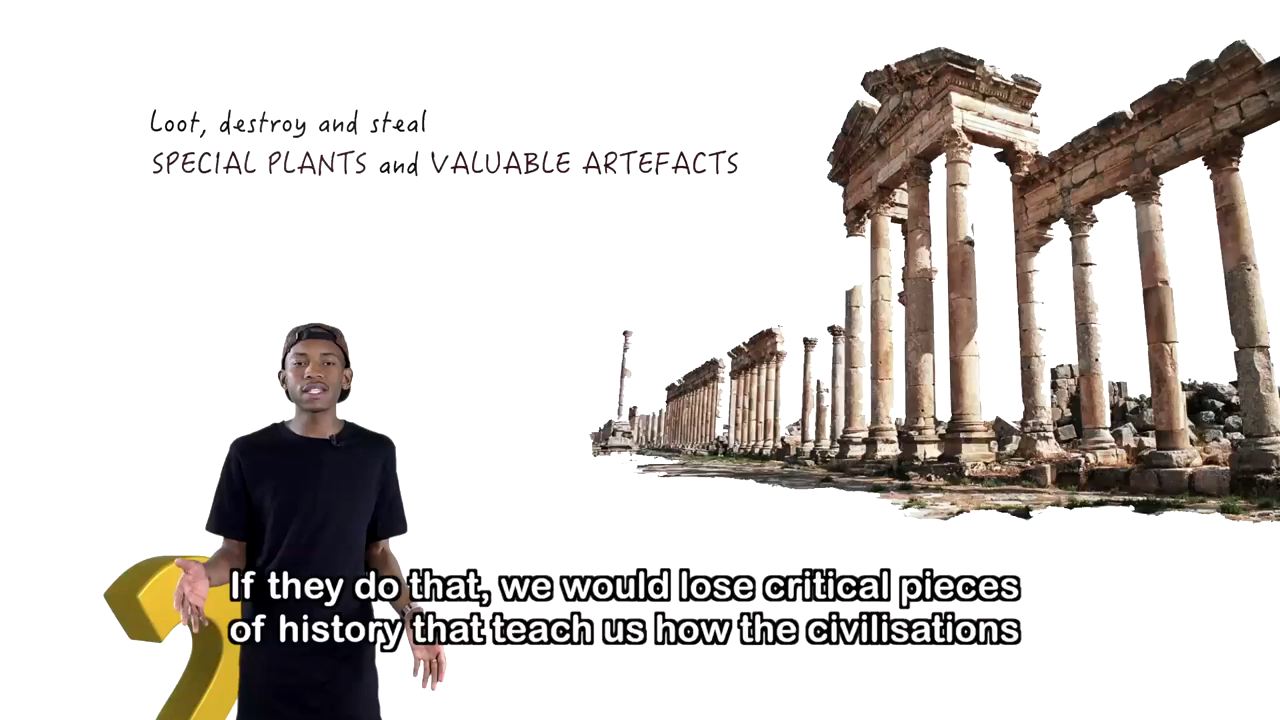 Loot, destroy and steal
SPECIAL PLANTS and VALUABLE ARTEFACTS
If they do that, we would lose critical pieces
of history that teach us how the civilisations